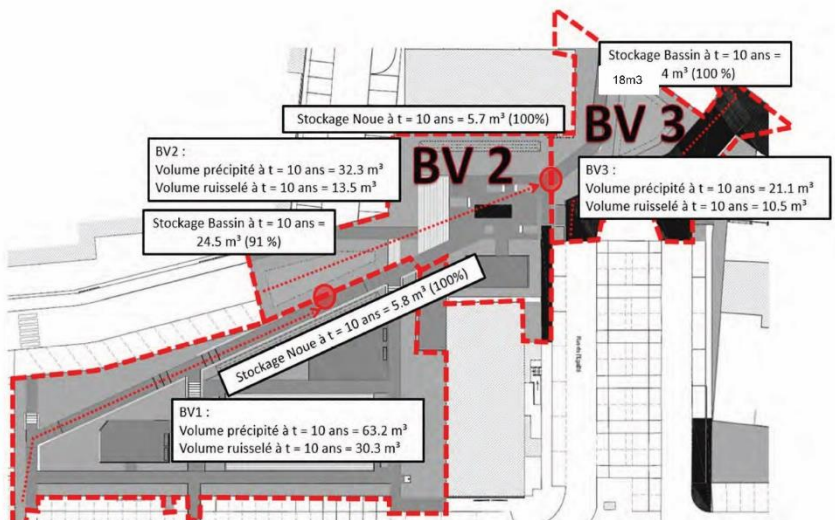 Stockage Bassin à t = 10 ans =
18m3 4 m³ (100 %)
Stockage Noue à t = 10 ans = 5.7 m³ (100%)
BV 3
BV2 :
Volume précipité à t = 10 ans = 32.3 m³
Volume ruisselé à t = 10 ans = 13.5 m³
BV 2
BV3 :
Volume précipité à t = 10 ans = 21.1 m³
Volume ruisselé à t = 10 ans = 10.5 m³
Stockage Bassin à t = 10 ans =
24.5 m³ (91 %)
Stockage Noue à t = 10 ans = 5.8 m³ (100%)
BV1 :
Volume précipité à t = 10 ans = 63.2 m³
Volume ruisselé à t = 10 ans = 30.3 m³